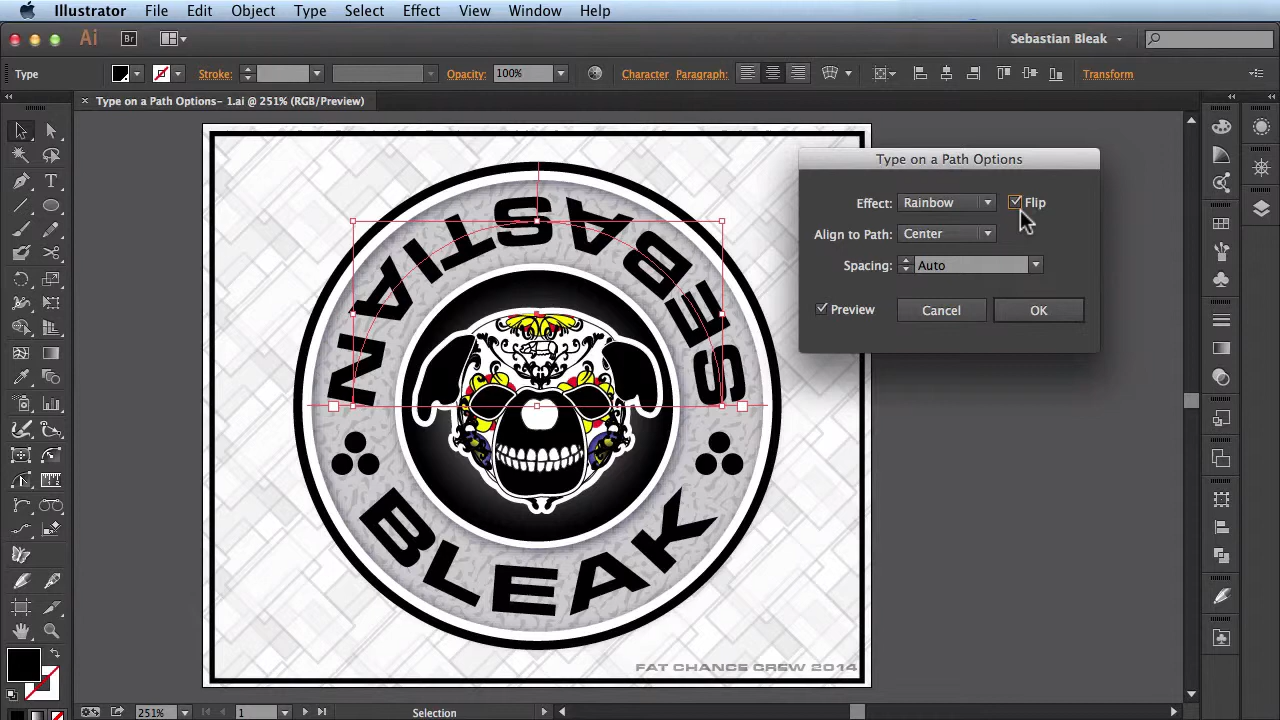 Illustrator File Edit Object Type Select Effect View Window Help
Ai Br Sebastian Bleak
Type Stroke: Opacity: 100% Character Paragraph: Transform
× Type on a Path Options- 1.ai @ 251% (RGB/Preview)
Type on a Path Options
Effect: Rainbow Flip
Align to Path: Center
Spacing: Auto
Preview Cancel OK
SEBASTIAN
BLEAK
FAT CHANCE CREW 2014
251% 1 Selection